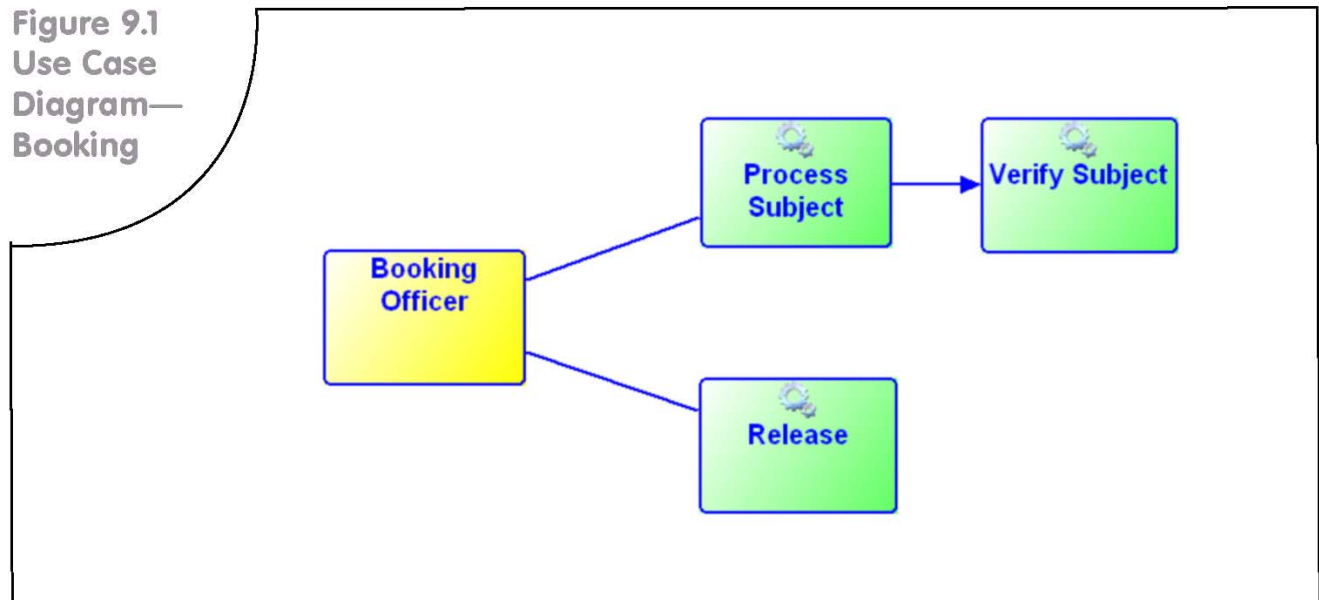 Figure 9.1
Use Case
Diagram—
Booking
Process
Subject
Verify Subject
Booking
Officer
Release